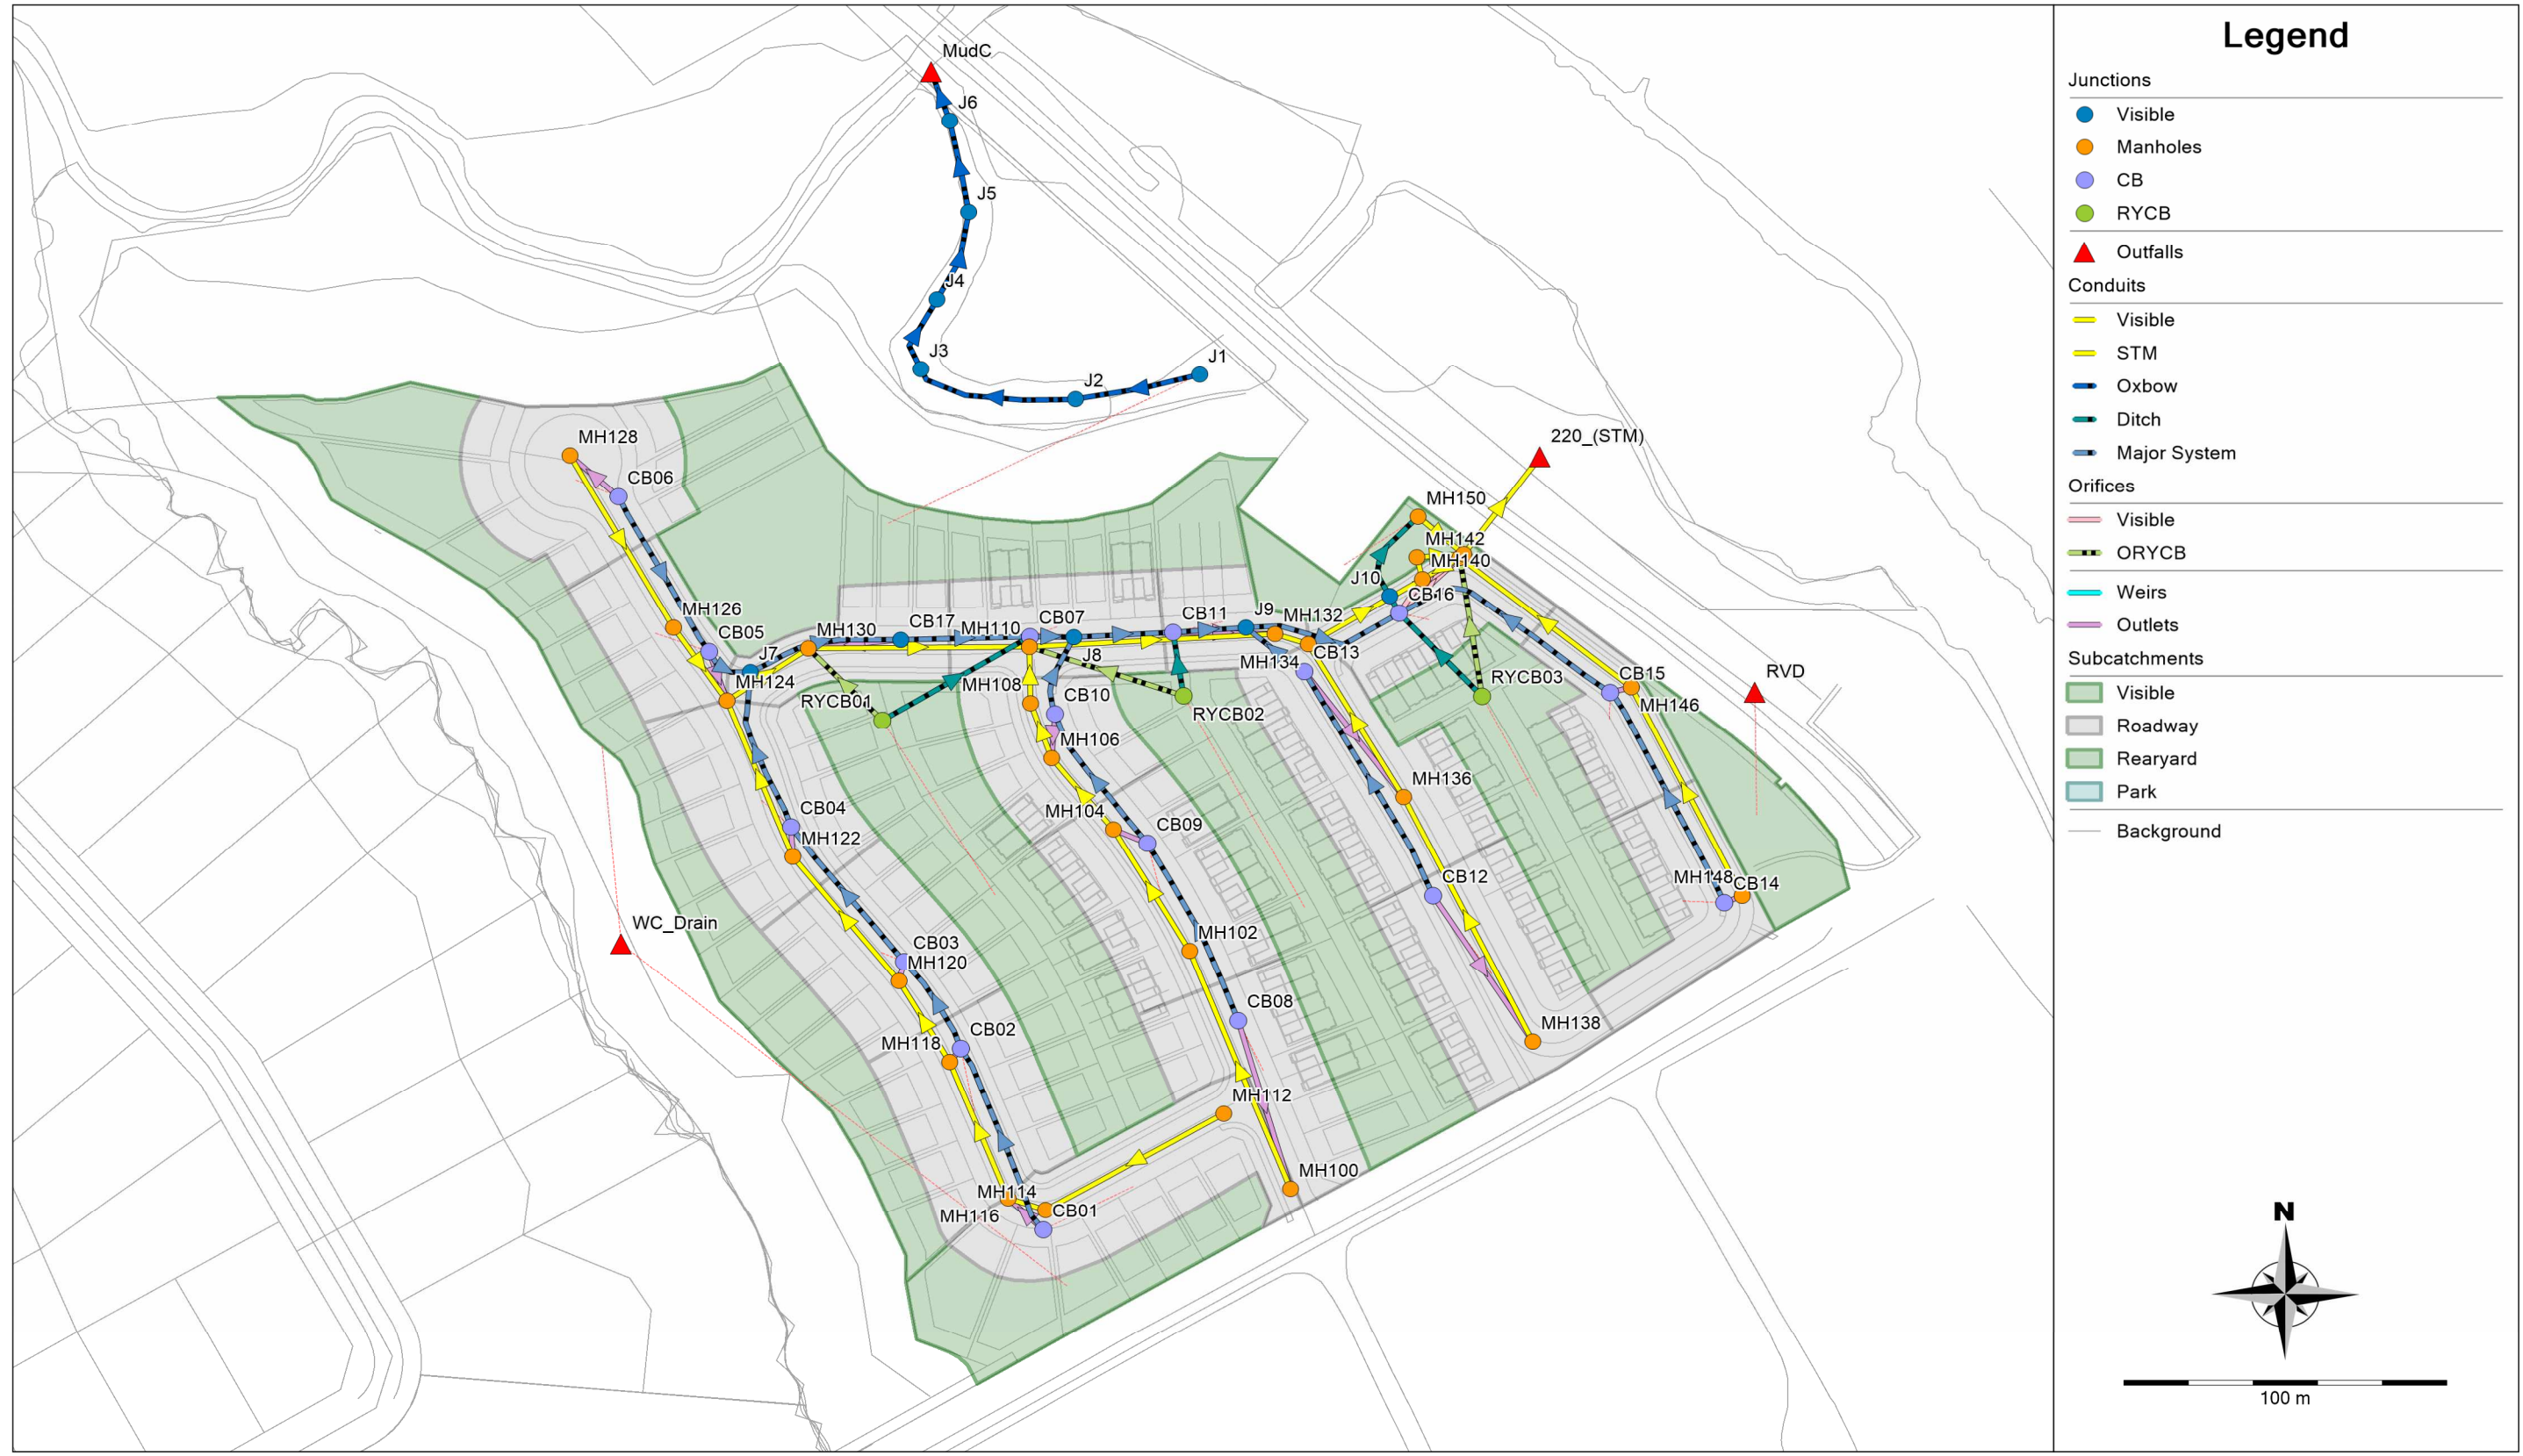 MudC
J6
J5
J4
J3
J2
J1
MH128
CB06
220_(STM)
MH150
MH142
MH140
J10
CB16
MH126
CB05
J7
MH124
MH130
CB17
MH110
CB07
J8
CB11
J9
MH132
MH134
CB13
RYCB01
MH108
CB10
RYCB02
RYCB03
CB15
MH146
RVD
MH106
MH136
CB04
MH122
MH104
CB09
CB12
MH148
CB14
WC_Drain
CB03
MH120
MH102
CB02
MH118
CB08
MH138
MH112
MH114
MH116
CB01
MH100
Legend
Junctions
Visible
Manholes
CB
RYCB
Outfalls
Conduits
Visible
STM
Oxbow
Ditch
Major System
Orifices
Visible
ORYCB
Weirs
Outlets
Subcatchments
Visible
Roadway
Rearyard
Park
Background
N
100 m